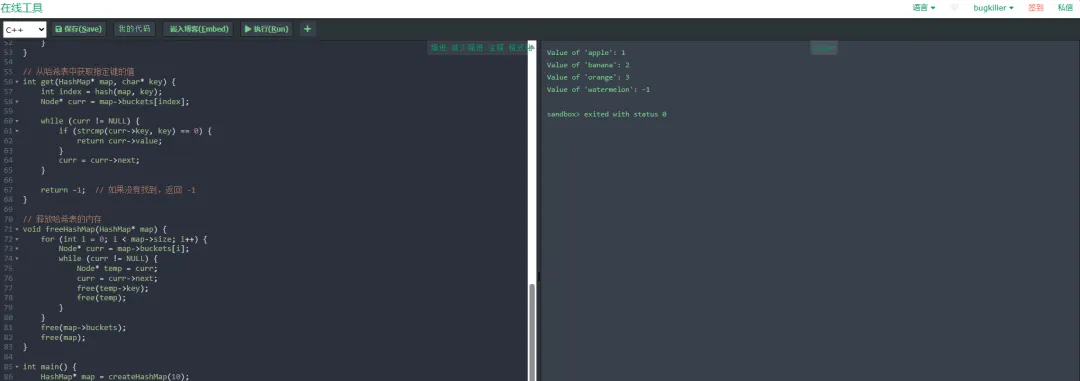 在线工具
语言 bugkiller 签到 私信
C++ 保存(Save) 我的代码 嵌入博客(Embed) 执行(Run) +
52 }
53 }
54
55 // 从哈希表中获取指定键的值
56 int get(HashMap* map, char* key) {
57 int index = hash(map, key);
58 Node* curr = map->buckets[index];
59
60 while (curr != NULL) {
61 if (strcmp(curr->key, key) == 0) {
62 return curr->value;
63 }
64 curr = curr->next;
65 }
66
67 return -1; // 如果没有找到，返回 -1
68 }
69
70 // 释放哈希表的内存
71 void freeHashMap(HashMap* map) {
72 for (int i = 0; i < map->size; i++) {
73 Node* curr = map->buckets[i];
74 while (curr != NULL) {
75 Node* temp = curr;
76 curr = curr->next;
77 free(temp->key);
78 free(temp);
79 }
80 }
81 free(map->buckets);
82 free(map);
83 }
84
85 int main() {
86 HashMap* map = createHashMap(10);
Value of 'apple': 1
Value of 'banana': 2
Value of 'orange': 3
Value of 'watermelon': -1
sandbox> exited with status 0